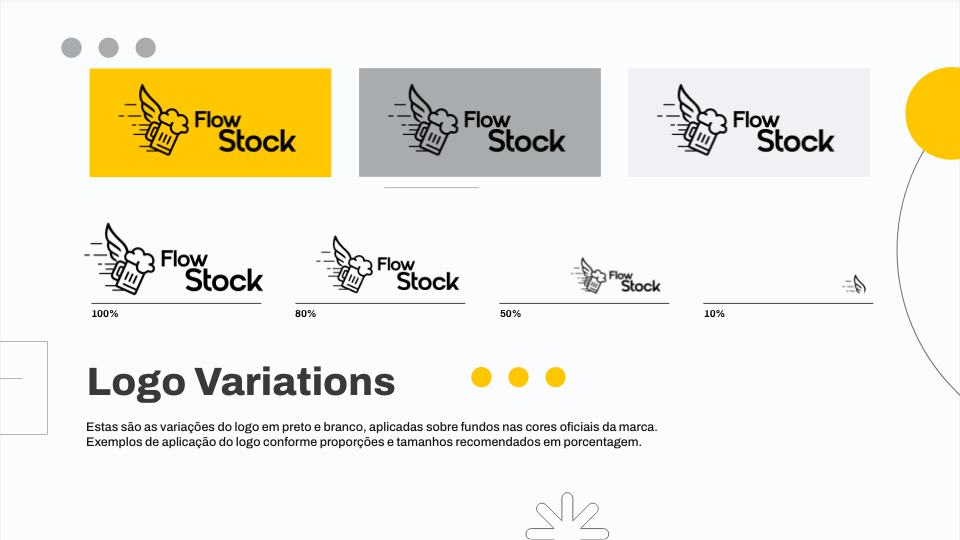 Flow
Stock
Flow
Stock
Flow
Stock
Flow
Stock
Flow
Stock
Flow
Stock
100%
80%
50%
10%
Logo Variations
Estas são as variações do logo em preto e branco, aplicadas sobre fundos nas cores oficiais da marca.
Exemplos de aplicação do logo conforme proporções e tamanhos recomendados em porcentagem.